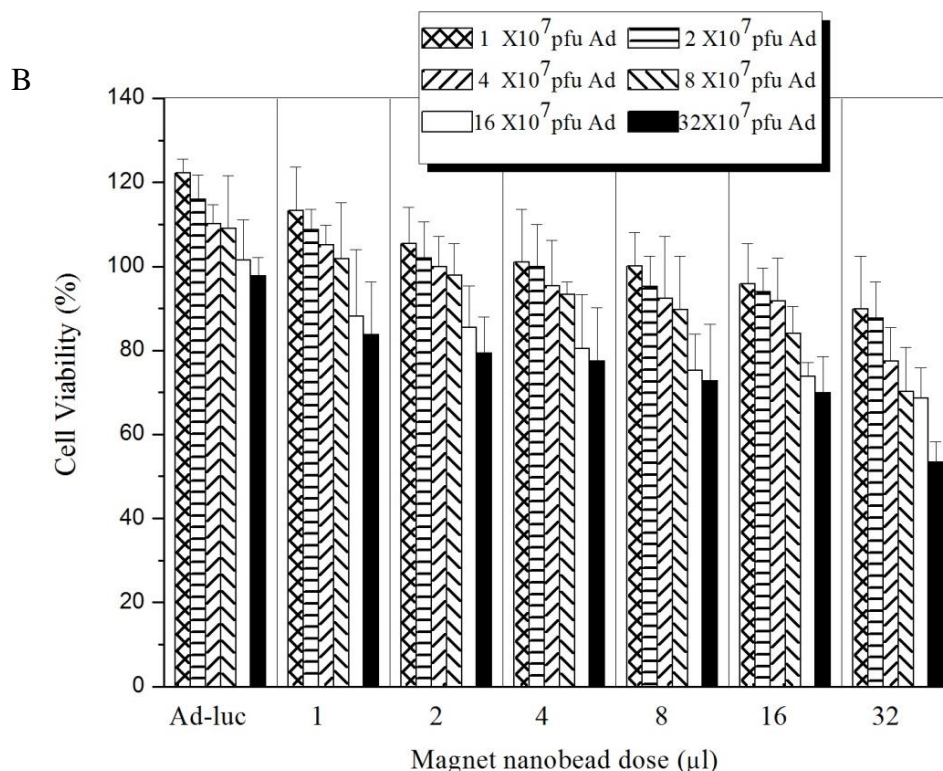 B
1 X10⁷pfu Ad 2 X10⁷pfu Ad
4 X10⁷pfu Ad 8 X10⁷pfu Ad
16 X10⁷pfu Ad 32X10⁷pfu Ad
140
120
100
80
60
40
20
0
Cell Viability (%)
Ad-luc 1 2 4 8 16 32
Magnet nanobead dose (µl)